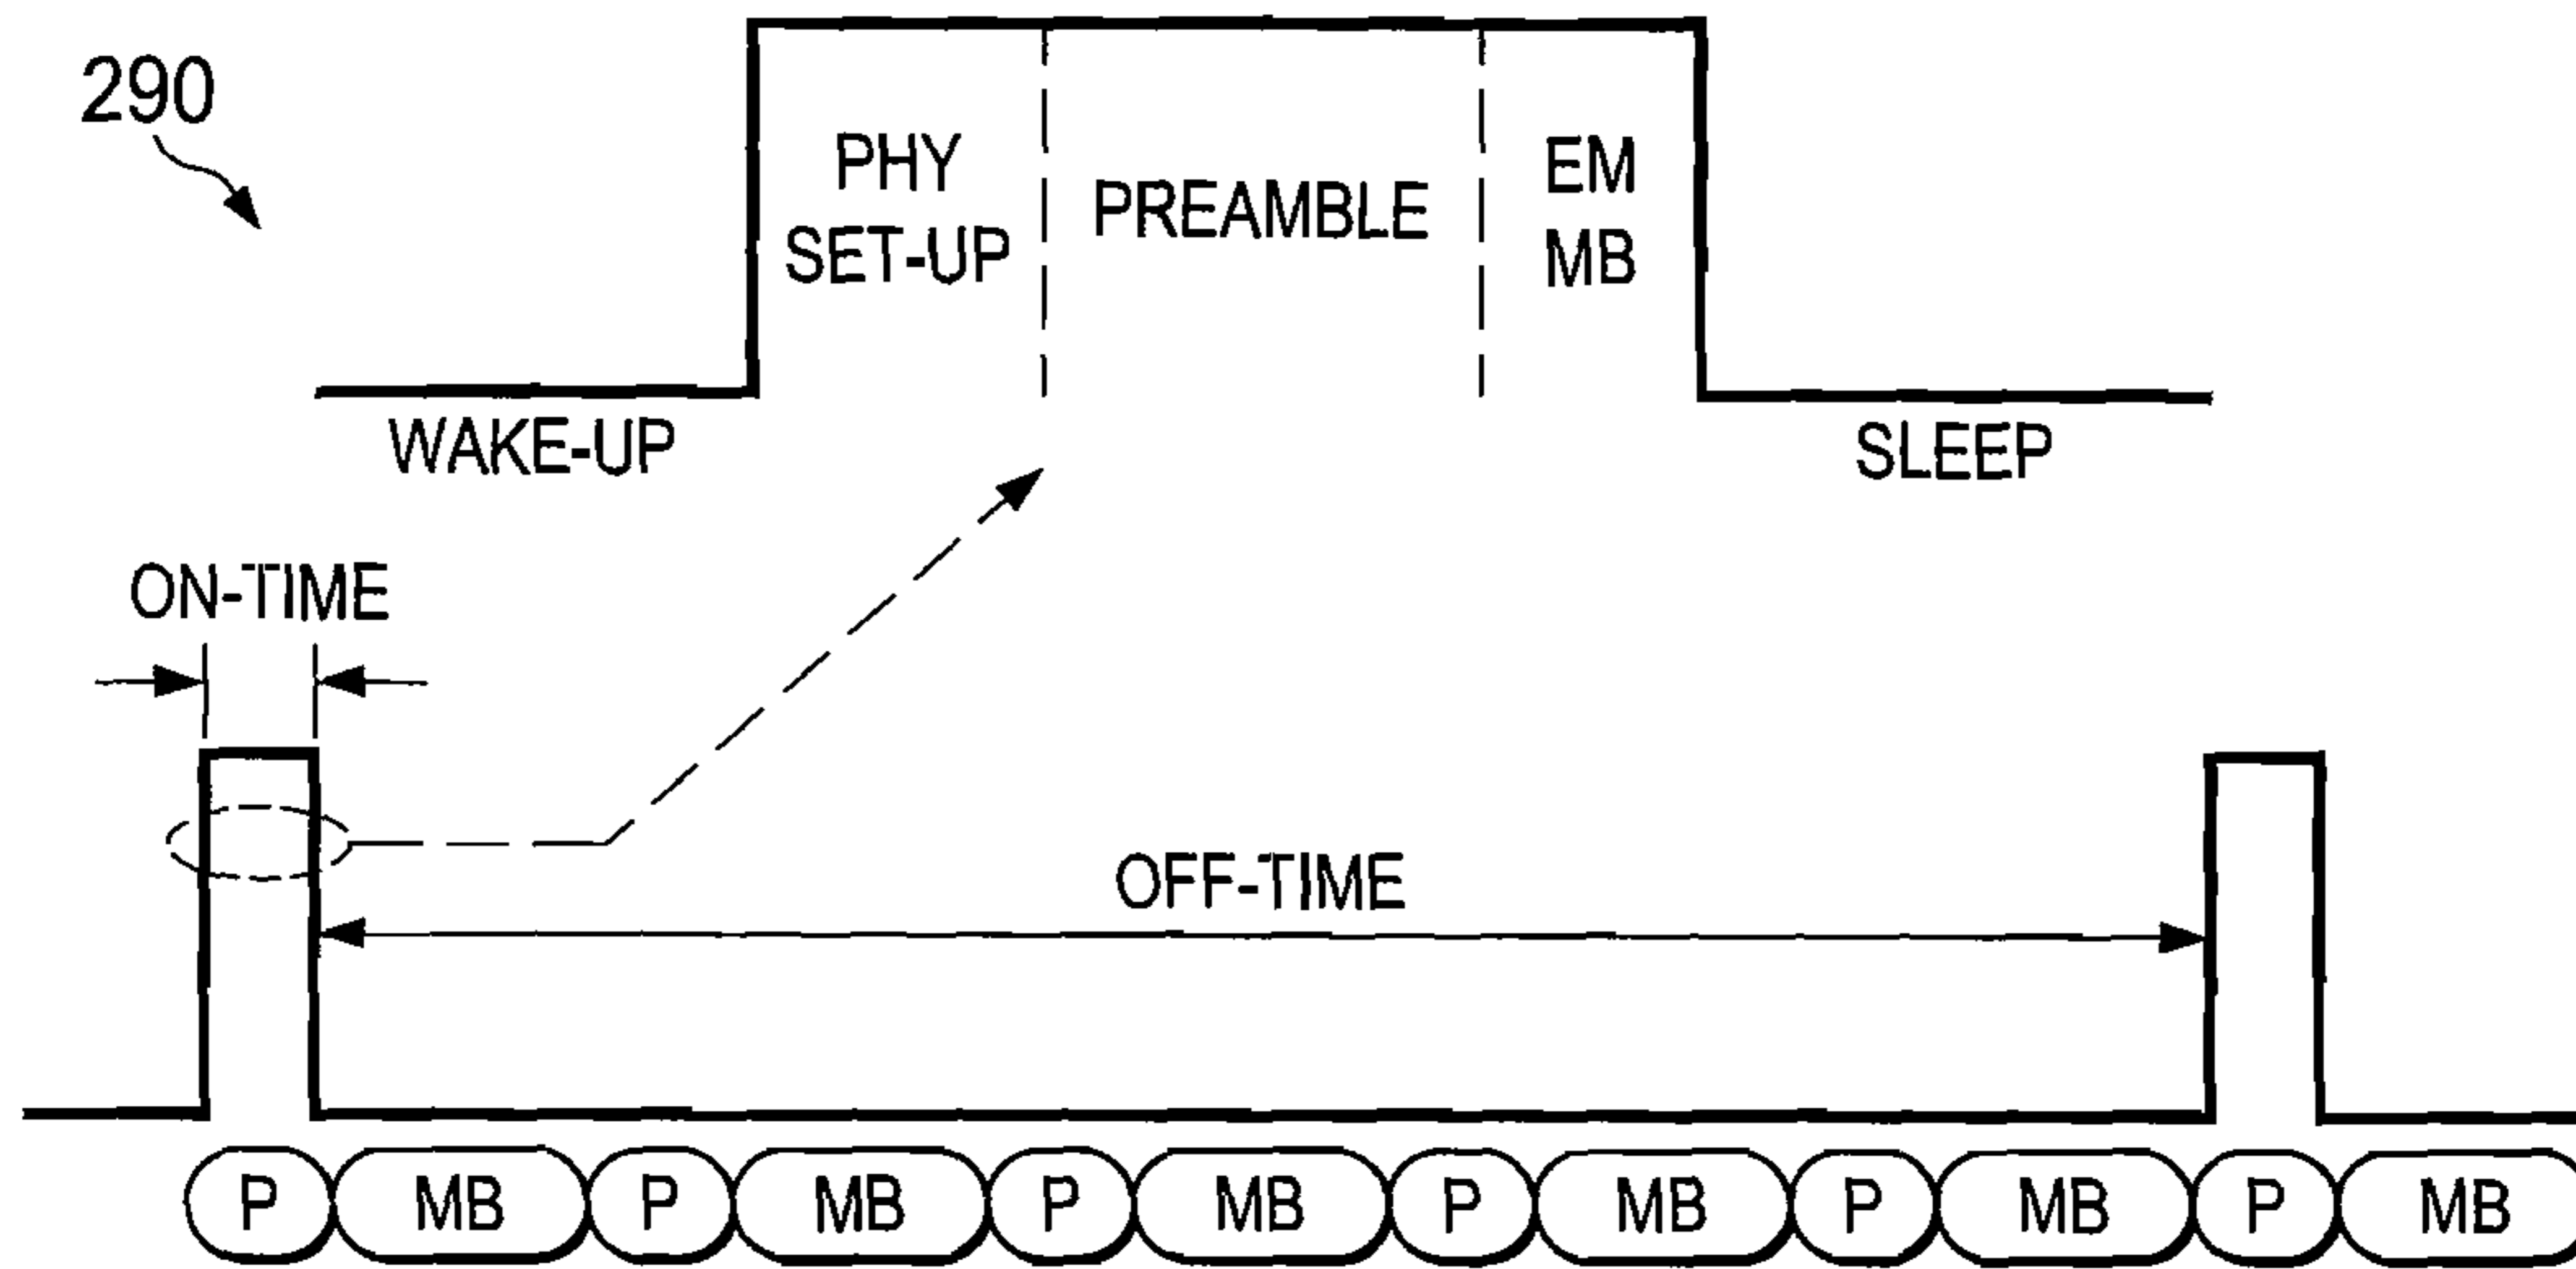 290
PHY
SET-UP
PREAMBLE
EM
MB
WAKE-UP
SLEEP
ON-TIME
OFF-TIME
P MB P MB P MB P MB P MB P MB